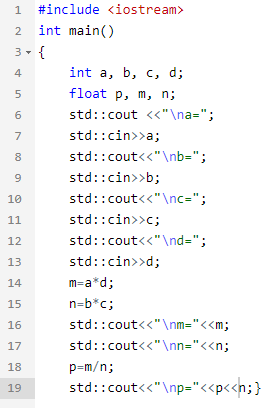 1 #include <iostream>
2 int main()
3 {
4 int a, b, c, d;
5 float p, m, n;
6 std::cout <<"\na=";
7 std::cin>>a;
8 std::cout<<"\nb=";
9 std::cin>>b;
10 std::cout<<"\nc=";
11 std::cin>>c;
12 std::cout<<"\nd=";
13 std::cin>>d;
14 m=a*d;
15 n=b*c;
16 std::cout<<"\nm="<<m;
17 std::cout<<"\nn="<<n;
18 p=m/n;
19 std::cout<<"\np="<<p<<n;}